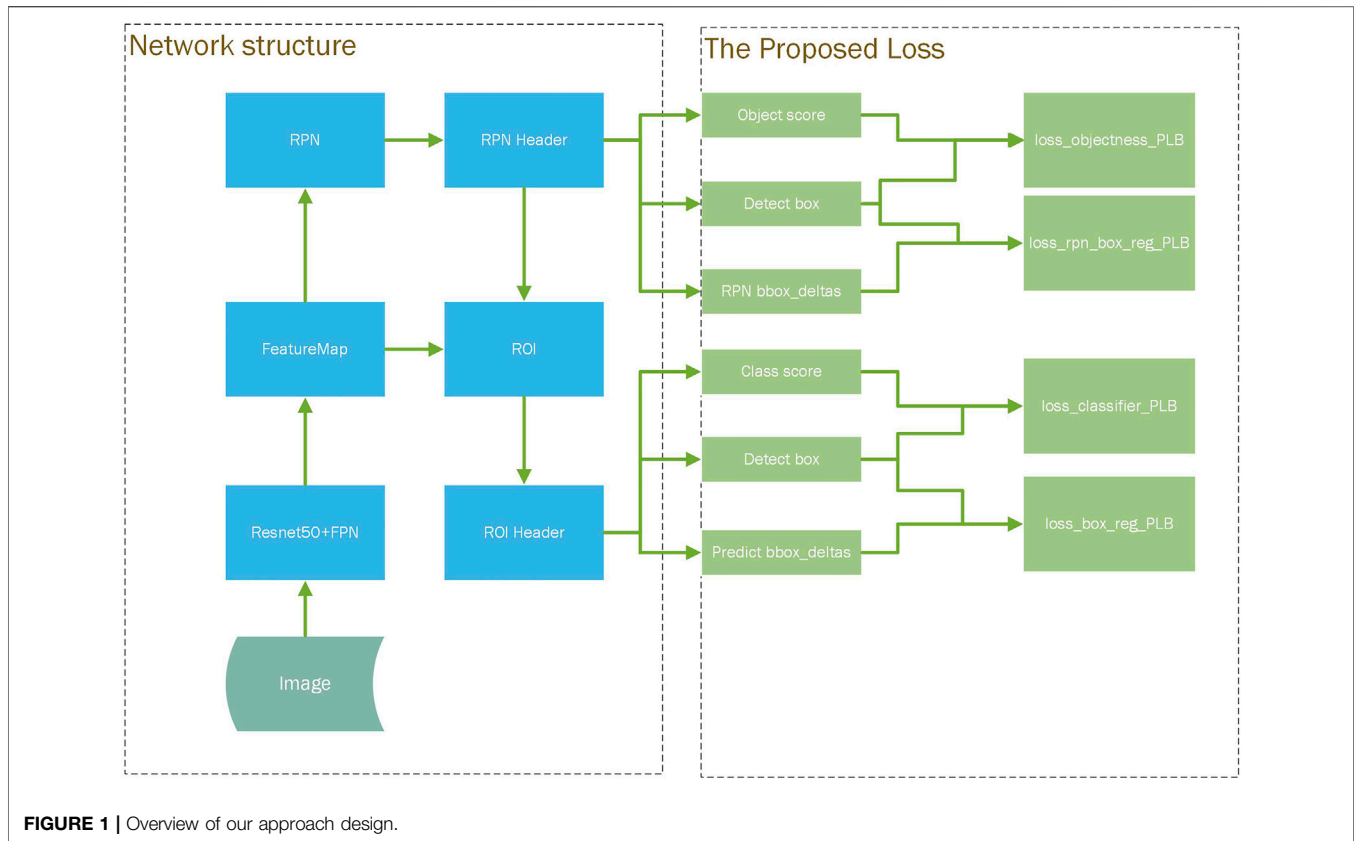 Network structure
RPN
RPN Header
FeatureMap
ROI
Resnet50+FPN
ROI Header
Image
The Proposed Loss
Object score
loss_objectness_PLB
Detect box
loss_rpn_box_reg_PLB
RPN bbox_deltas
Class score
loss_classifier_PLB
Detect box
loss_box_reg_PLB
Predict bbox_deltas
FIGURE 1 | Overview of our approach design.